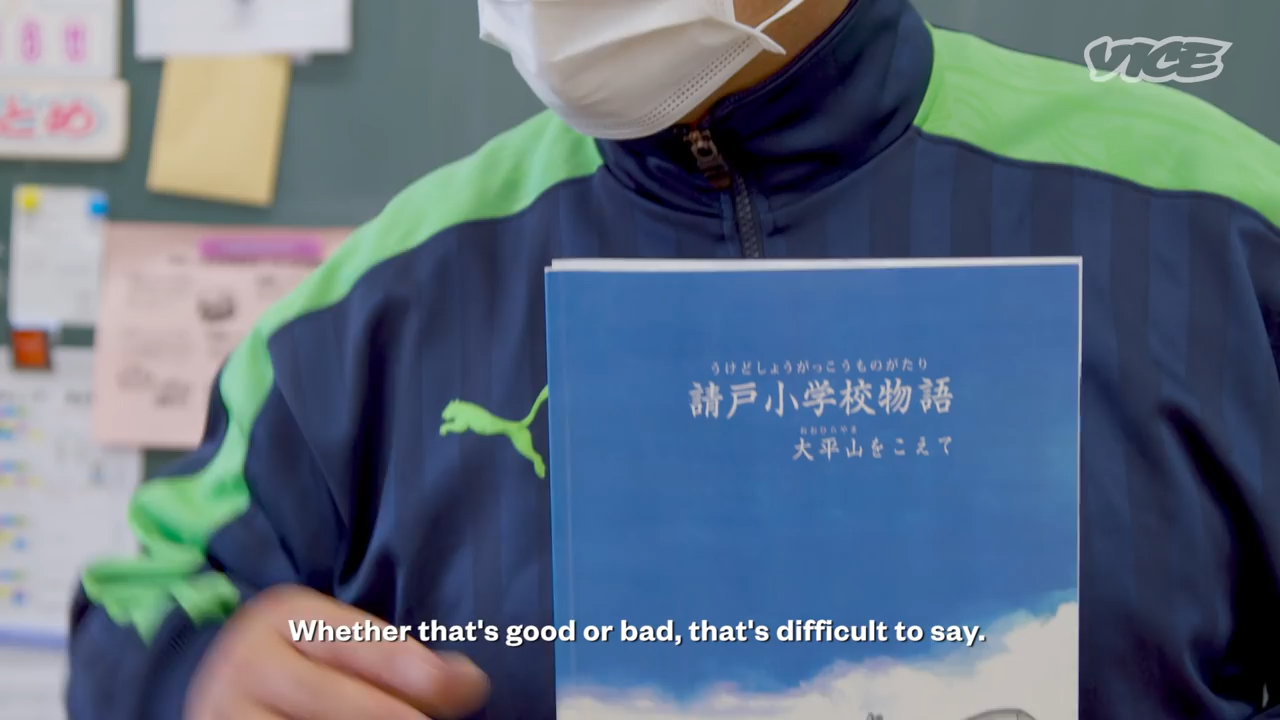 VICE
とめ
うけどしょうがっこうものがたり
請戸小学校物語
おおひらやま
大平山をこえて
Whether that's good or bad, that's difficult to say.